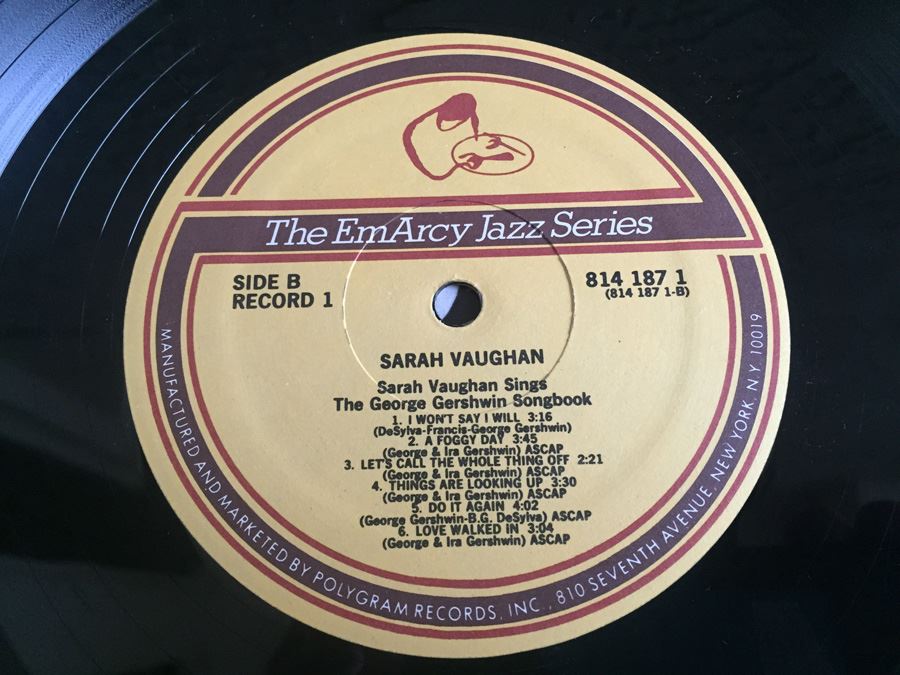 The EmArcy Jazz Series
SIDE B
RECORD 1
814 187 1
(814 187 1-B)
SARAH VAUGHAN
Sarah Vaughan Sings
The George Gershwin Songbook
1. I WON'T SAY I WILL 3:16
(DeSylva-Francis-George Gershwin)
2. A FOGGY DAY 3:45
(George & Ira Gershwin) ASCAP
3. LET'S CALL THE WHOLE THING OFF 2:21
(George & Ira Gershwin) ASCAP
4. THINGS ARE LOOKING UP 3:30
(George & Ira Gershwin) ASCAP
5. DO IT AGAIN 4:02
(George Gershwin-B.G. DeSylva) ASCAP
6. LOVE WALKED IN 3:04
(George & Ira Gershwin) ASCAP
MANUFACTURED AND MARKETED BY POLYGRAM RECORDS, INC., 810 SEVENTH AVENUE, NEW YORK, N.Y. 10019